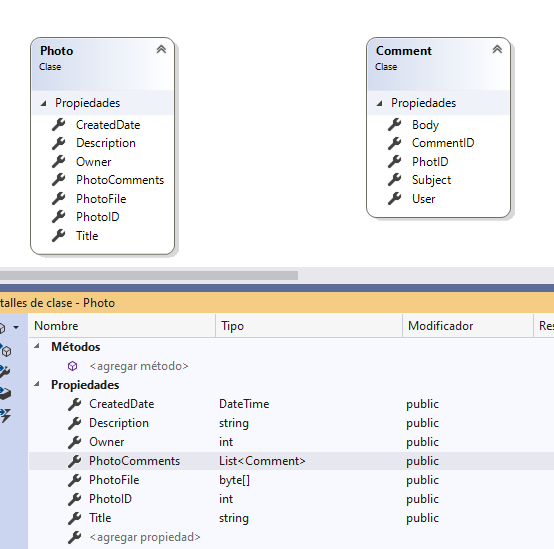 Photo
Clase
Propiedades
CreatedDate
Description
Owner
PhotoComments
PhotoFile
PhotoID
Title
Comment
Clase
Propiedades
Body
CommentID
PhotID
Subject
User
talles de clase - Photo
Nombre Tipo Modificador Res
Métodos
<agregar método>
Propiedades
CreatedDate DateTime public
Description string public
Owner int public
PhotoComments List<Comment> public
PhotoFile byte[] public
PhotoID int public
Title string public
<agregar propiedad>